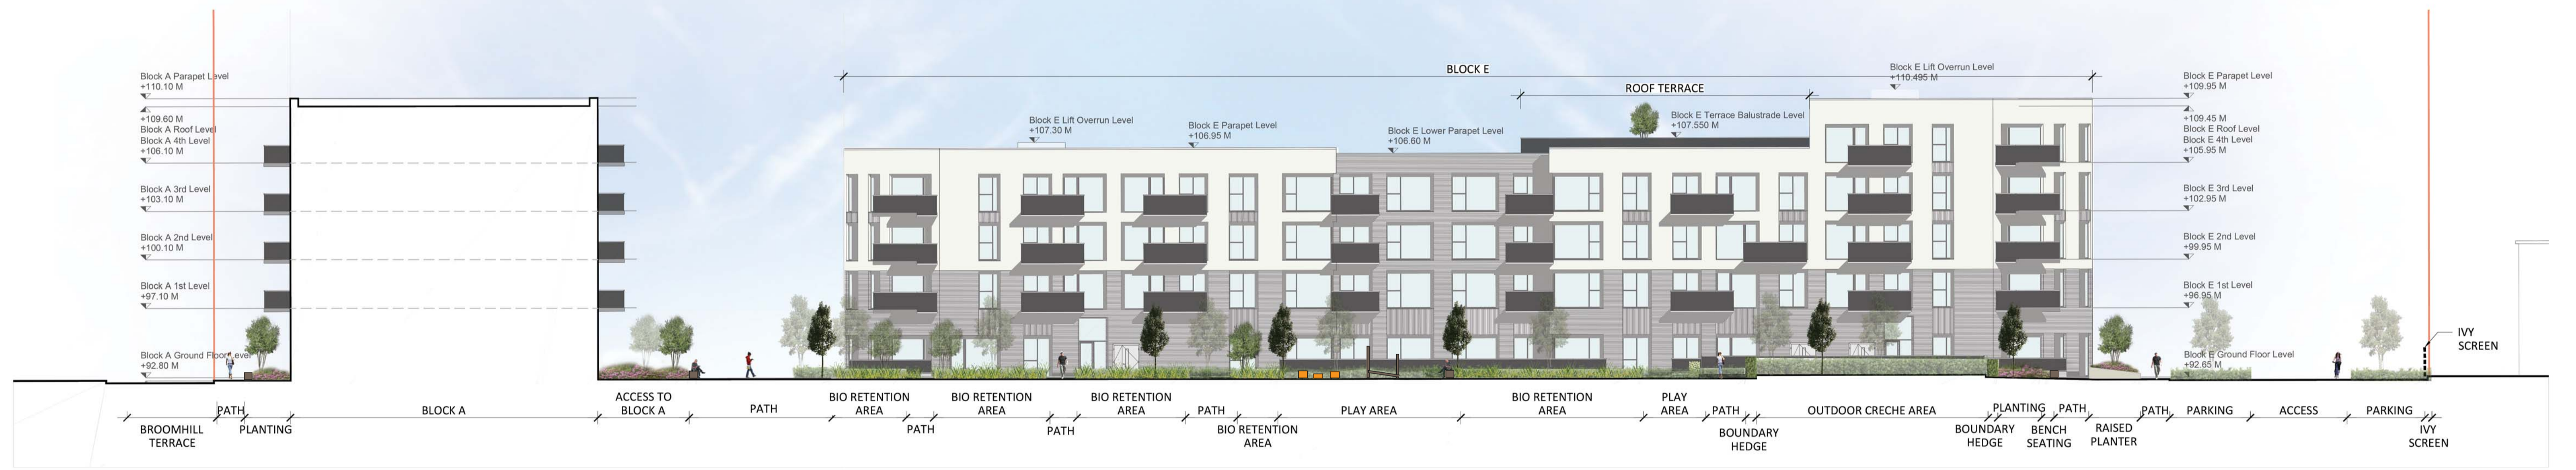 Block A Parapet Level
+110.10 M
+109.60 M
Block A Roof Level
Block A 4th Level
+106.10 M
Block A 3rd Level
+103.10 M
Block A 2nd Level
+100.10 M
Block A 1st Level
+97.10 M
Block A Ground Floor Level
+92.80 M
BLOCK E
ROOF TERRACE
Block E Lift Overrun Level
+107.30 M
Block E Parapet Level
+106.95 M
Block E Lower Parapet Level
+106.60 M
Block E Terrace Balustrade Level
+107.550 M
Block E Lift Overrun Level
+110.495 M
Block E Parapet Level
+109.95 M
+109.45 M
Block E Roof Level
Block E 4th Level
+105.95 M
Block E 3rd Level
+102.95 M
Block E 2nd Level
+99.95 M
Block E 1st Level
+96.95 M
Block E Ground Floor Level
+92.65 M
IVY
SCREEN
BROOMHILL
TERRACE
PATH
PLANTING
BLOCK A
ACCESS TO
BLOCK A
PATH
BIO RETENTION
AREA
PATH
BIO RETENTION
AREA
PATH
BIO RETENTION
AREA
PATH
BIO RETENTION
AREA
PLAY AREA
BIO RETENTION
AREA
PLAY
AREA
PATH
BOUNDARY
HEDGE
OUTDOOR CRECHE AREA
BOUNDARY
HEDGE
PLANTING
BENCH
SEATING
PATH
RAISED
PLANTER
PATH
PARKING
ACCESS
PARKING
IVY
SCREEN